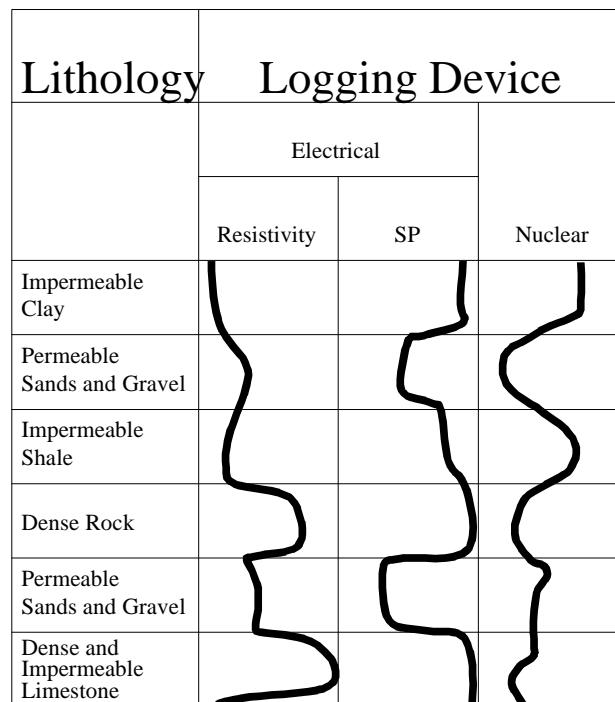 Lithology
Logging Device
Electrical
Resistivity
SP
Nuclear
Impermeable
Clay
Permeable
Sands and Gravel
Impermeable
Shale
Dense Rock
Permeable
Sands and Gravel
Dense and
Impermeable
Limestone